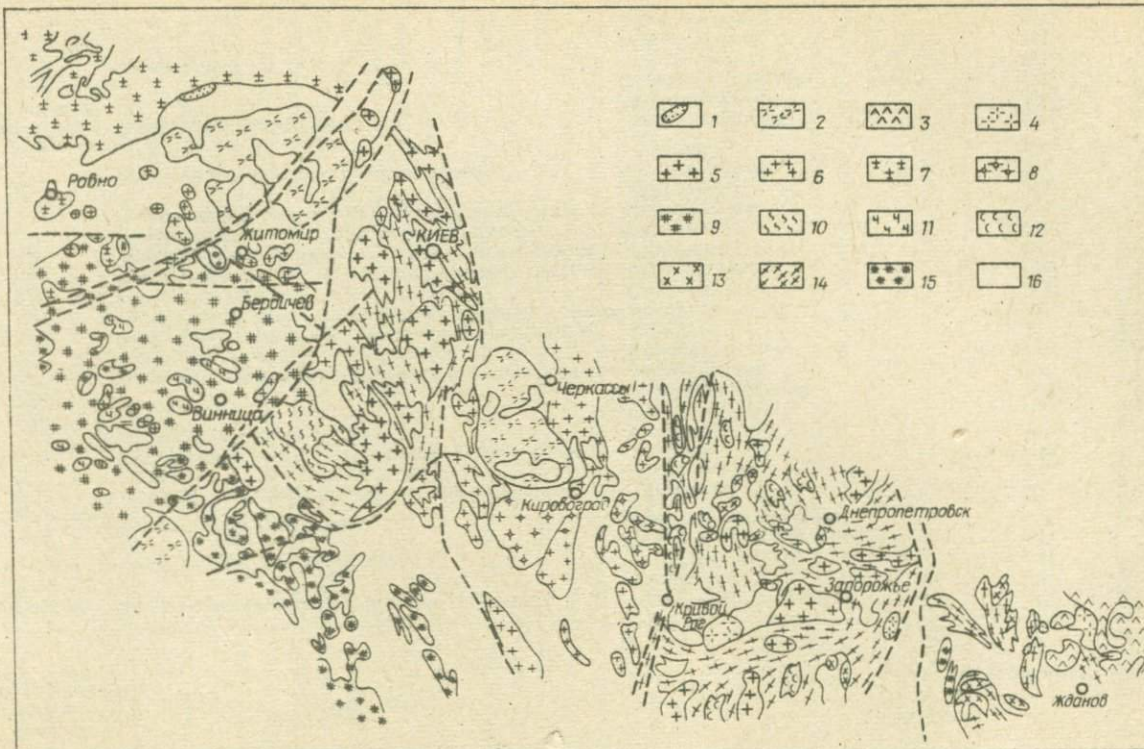 1 2 3 4
Ровно
5 6 7 8
Житомир
КИЕВ
9 10 11 12
Бердичев
13 14 15 16
Черкассы
Винница
Кировоград
Днепропетровск
Запорожье
Кривой
Рог
Жданов